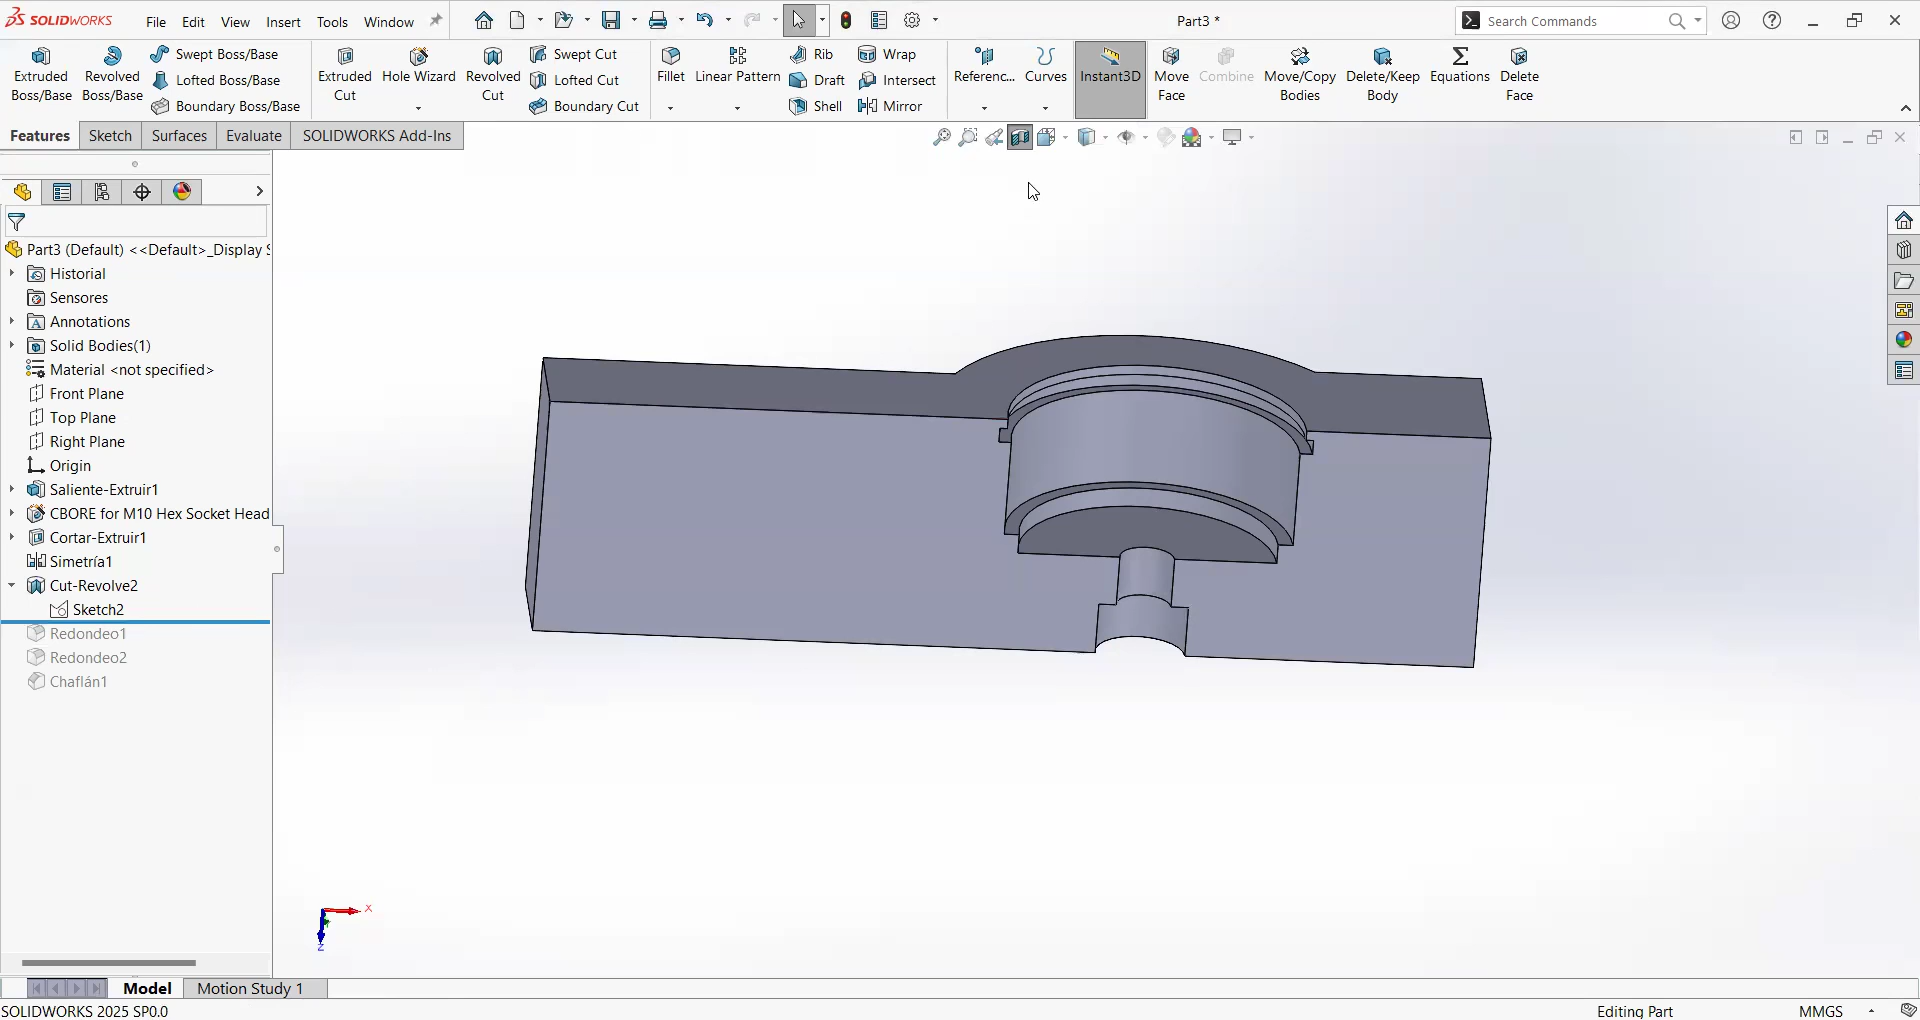 SOLIDWORKS
File Edit View Insert Tools Window
Part3 *
Search Commands
Extruded Boss/Base
Revolved Boss/Base
Swept Boss/Base
Lofted Boss/Base
Boundary Boss/Base
Extruded Cut
Hole Wizard
Revolved Cut
Swept Cut
Lofted Cut
Boundary Cut
Fillet
Linear Pattern
Rib
Draft
Shell
Wrap
Intersect
Mirror
Referenc...
Curves
Instant3D
Move Face
Combine
Move/Copy Bodies
Delete/Keep Body
Equations
Delete Face
Features Sketch Surfaces Evaluate SOLIDWORKS Add-Ins
Part3 (Default) <<Default>_Display S
Historial
Sensores
Annotations
Solid Bodies(1)
Material <not specified>
Front Plane
Top Plane
Right Plane
Origin
Saliente-Extruir1
CBORE for M10 Hex Socket Head
Cortar-Extruir1
Simetría1
Cut-Revolve2
Sketch2
Redondeo1
Redondeo2
Chaflán1
X
Z
Model Motion Study 1
SOLIDWORKS 2025 SP0.0
Editing Part MMGS